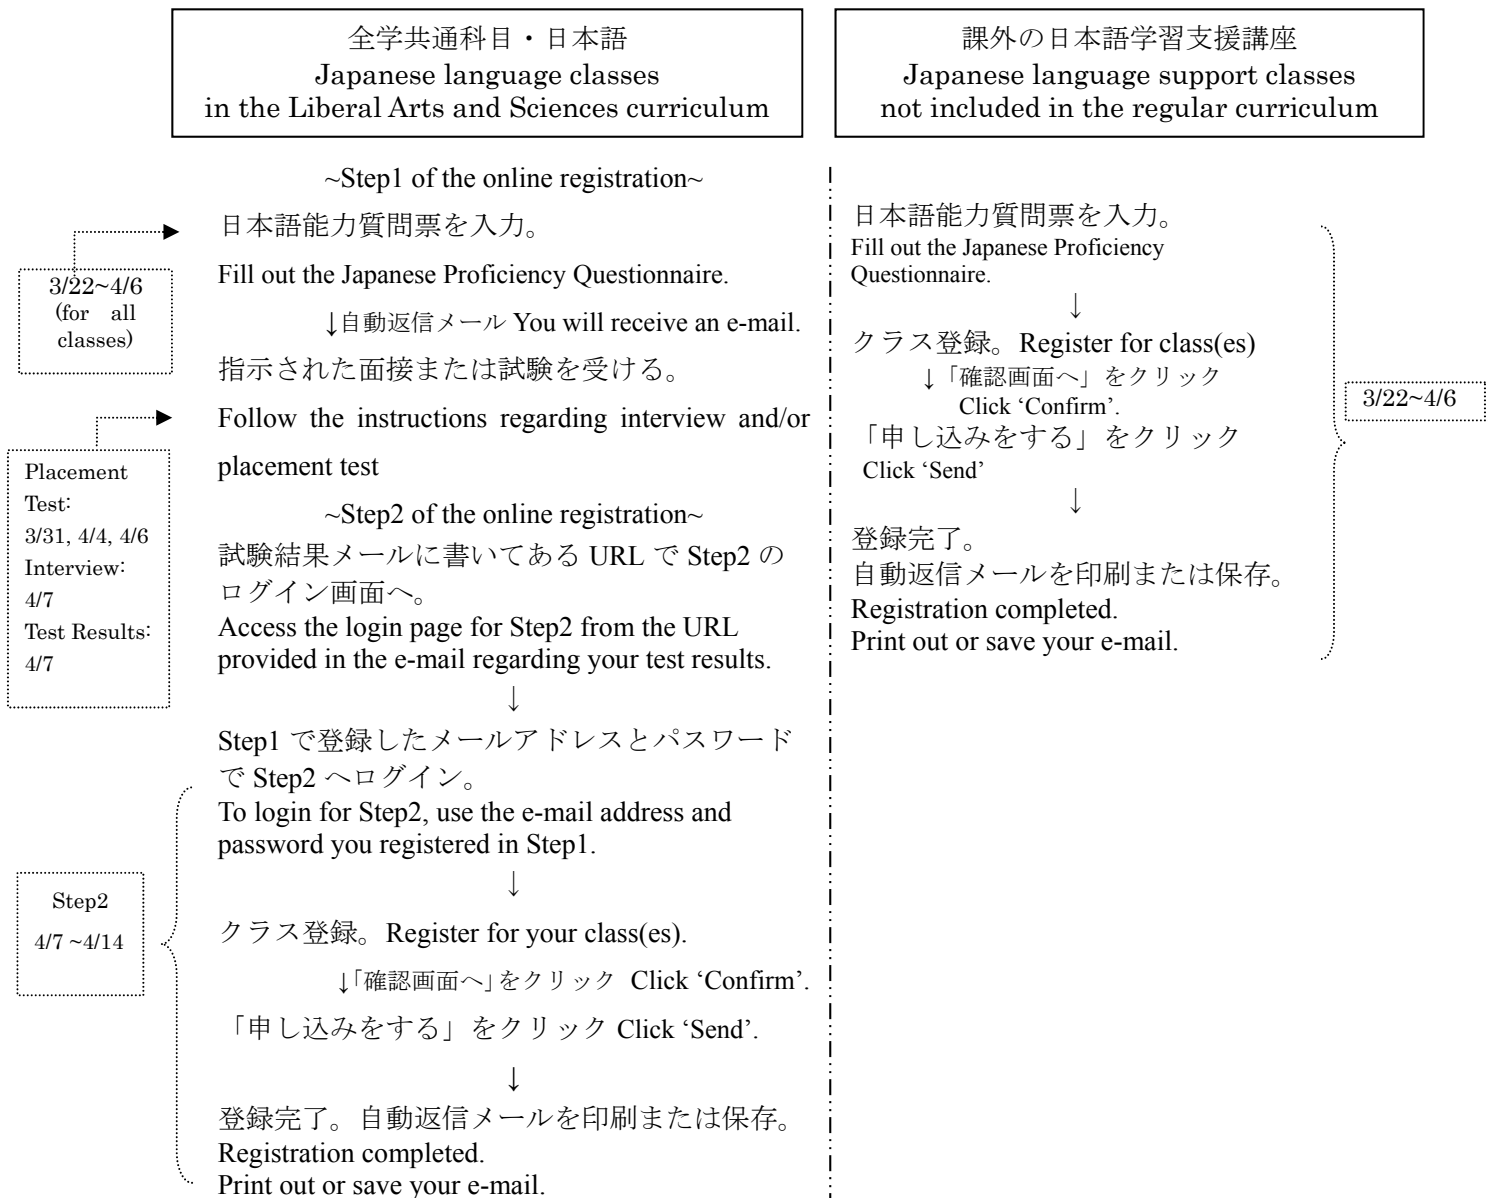 全学共通科目・日本語
Japanese language classes
in the Liberal Arts and Sciences curriculum
~Step1 of the online registration~
3/22~4/6
(for all
classes)
日本語能力質問票を入力。
Fill out the Japanese Proficiency Questionnaire.
↓自動返信メール You will receive an e-mail.
指示された面接または試験を受ける。
Follow the instructions regarding interview and/or
placement test
Placement
Test:
3/31, 4/4, 4/6
Interview:
4/7
Test Results:
4/7
~Step2 of the online registration~
試験結果メールに書いてある URL で Step2 の
ログイン画面へ。
Access the login page for Step2 from the URL
provided in the e-mail regarding your test results.
↓
Step1 で登録したメールアドレスとパスワード
で Step2 へログイン。
To login for Step2, use the e-mail address and
password you registered in Step1.
↓
Step2
4/7 ~4/14
クラス登録。Register for your class(es).
↓「確認画面へ」をクリック Click ‘Confirm’.
「申し込みをする」をクリック Click ‘Send’.
↓
登録完了。自動返信メールを印刷または保存。
Registration completed.
Print out or save your e-mail.
課外の日本語学習支援講座
Japanese language support classes
not included in the regular curriculum
日本語能力質問票を入力。
Fill out the Japanese Proficiency
Questionnaire.
↓
クラス登録。Register for class(es)
↓「確認画面へ」をクリック
Click ‘Confirm’.
「申し込みをする」をクリック
Click ‘Send’
↓
登録完了。
自動返信メールを印刷または保存。
Registration completed.
Print out or save your e-mail.
3/22~4/6